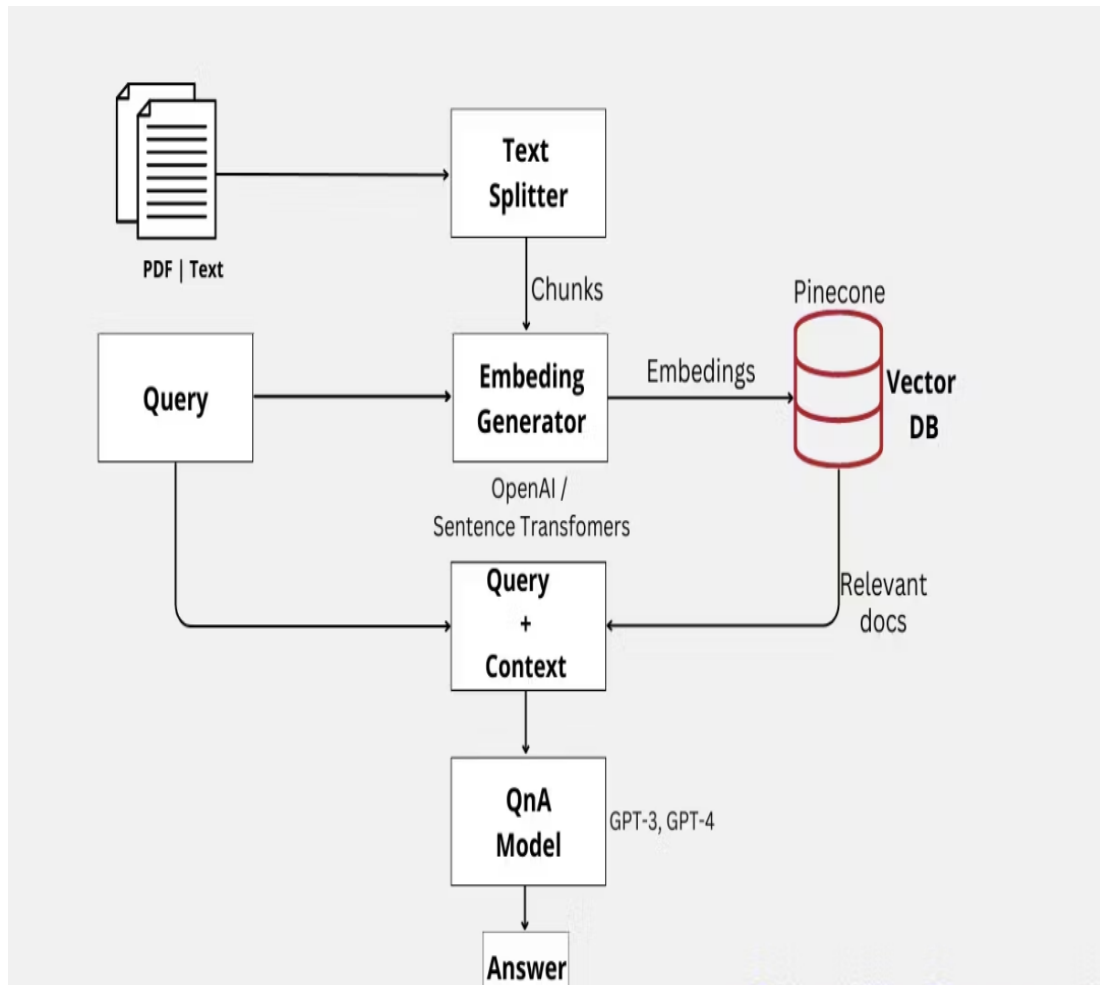 Text
Splitter
PDF | Text
Chunks
Pinecone
Query
Embeding
Generator
Embedings
Vector
DB
OpenAI /
Sentence Transfomers
Query
+
Context
Relevant
docs
QnA
Model
GPT-3, GPT-4
Answer